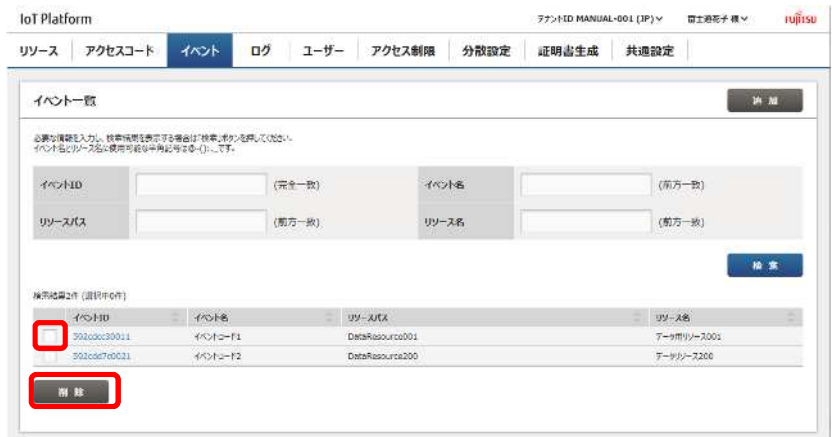 IoT Platform テナントID MANUAL-001 (JP) 富士通花子 様 FUJITSU
リソース アクセスコード イベント ログ ユーザー アクセス制限 分散設定 証明書生成 共通設定
イベント一覧 追 加
必要な情報を入力し、検索結果を表示する場合は「検索」ボタンを押してください。
イベント名とリソース名に使用可能な半角記号は@-():._です。
イベントID (完全一致) イベント名 (前方一致)
リソースパス (前方一致) リソース名 (前方一致)
検 索
検索結果2件 (選択中0件)
イベントID イベント名 リソースパス リソース名
イベントコード1 DataResource001 データ用リソース001
イベントコード2 DataResource200 データリソース200
削 除